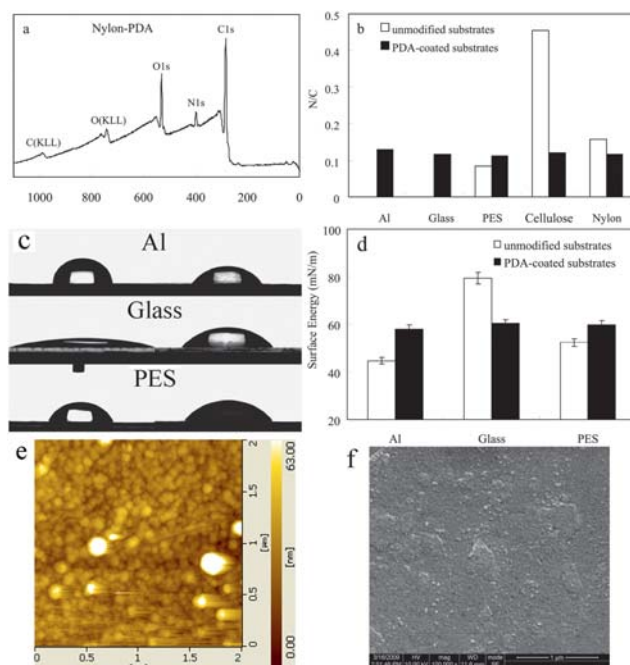 a
Nylon-PDA
C1s
O1s
N1s
O(KLL)
C(KLL)
1000 800 600 400 200 0
b
unmodified substrates
PDA-coated substrates
N/C
0.5
0.4
0.3
0.2
0.1
0
Al Glass PES Cellulose Nylon
c
Al
Glass
PES
d
unmodified substrates
PDA-coated substrates
Surface Energy (mN/m)
100
80
60
40
20
Al Glass PES
e
0 0.5 1 1.5 2
[µm]
0 0.5 1.0 1.5 2
63.00
[nm]
0.00
f
HV mag WD mode
1 µm